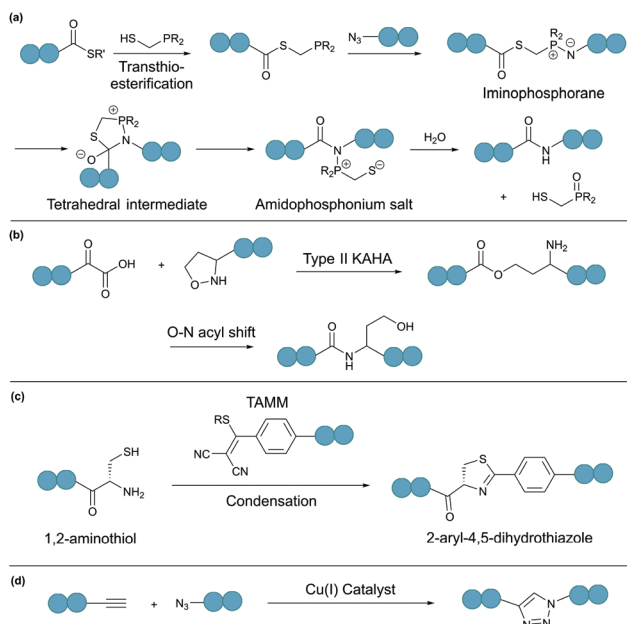 (a)
O
SR'
HS PR2
Transthio-
esterification
S PR2
O
N3
O
S
R2
P
⊕
N
⊖
Iminophosphorane
⊕
PR2
S
N
O
⊖
Tetrahedral intermediate
O
N
R2P
⊕
S⊖
Amidophosphonium salt
H2O
O
N
H
+
HS
O
PR2
(b)
O
OH
O
+
O
NH
Type II KAHA
O
O
NH2
O-N acyl shift
O
N
H
OH
(c)
SH
NH2
O
1,2-aminothiol
TAMM
RS
CN
CN
Condensation
S
N
O
2-aryl-4,5-dihydrothiazole
(d)
+
N3
Cu(I) Catalyst
N
N=N